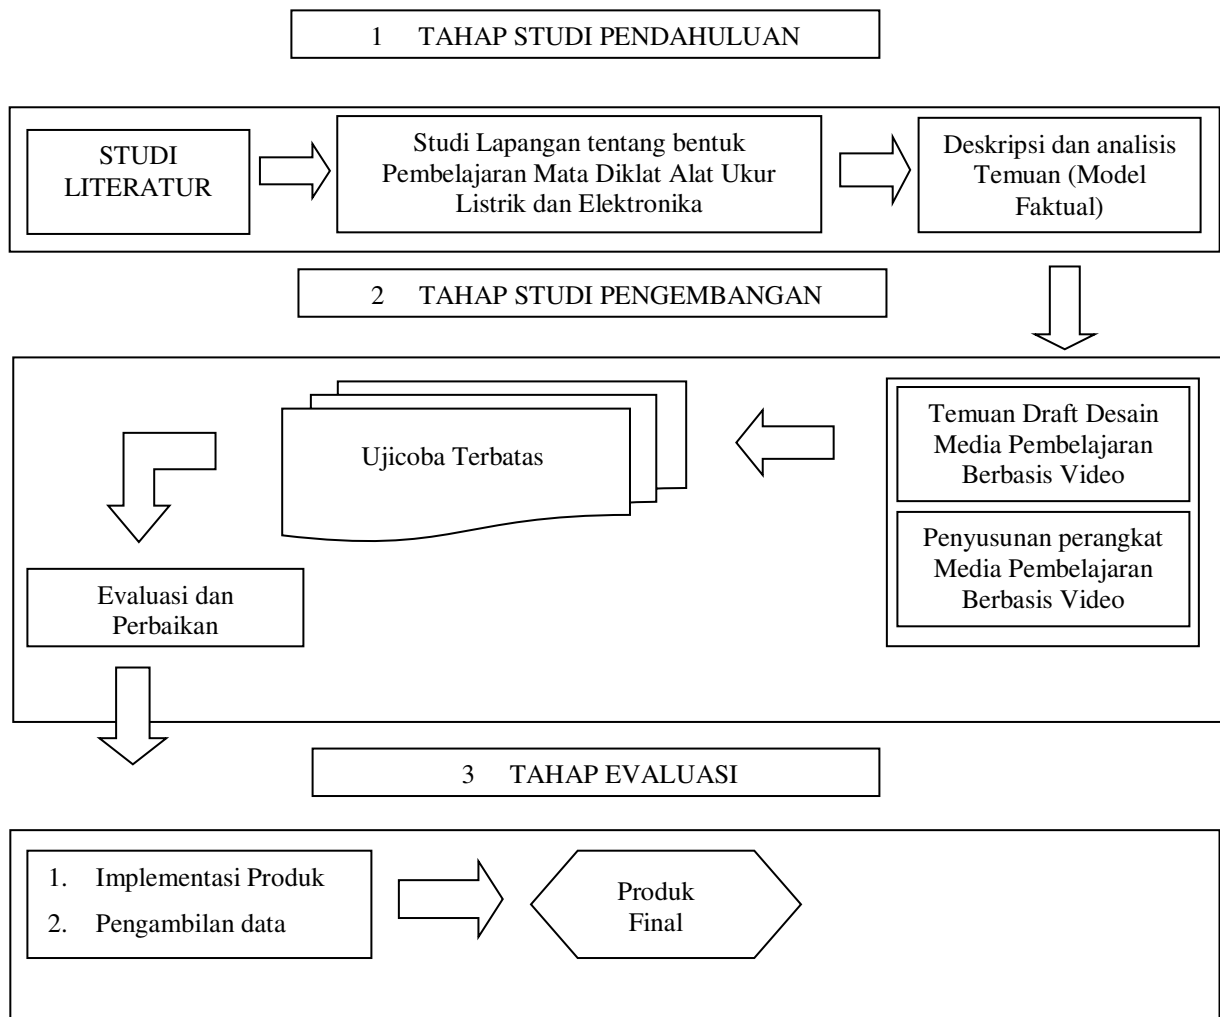 1 TAHAP STUDI PENDAHULUAN
STUDI
LITERATUR
Studi Lapangan tentang bentuk
Pembelajaran Mata Diklat Alat Ukur
Listrik dan Elektronika
Deskripsi dan analisis
Temuan (Model
Faktual)
2 TAHAP STUDI PENGEMBANGAN
Temuan Draft Desain
Media Pembelajaran
Berbasis Video
Penyusunan perangkat
Media Pembelajaran
Berbasis Video
Ujicoba Terbatas
Evaluasi dan
Perbaikan
3 TAHAP EVALUASI
1. Implementasi Produk
2. Pengambilan data
Produk
Final